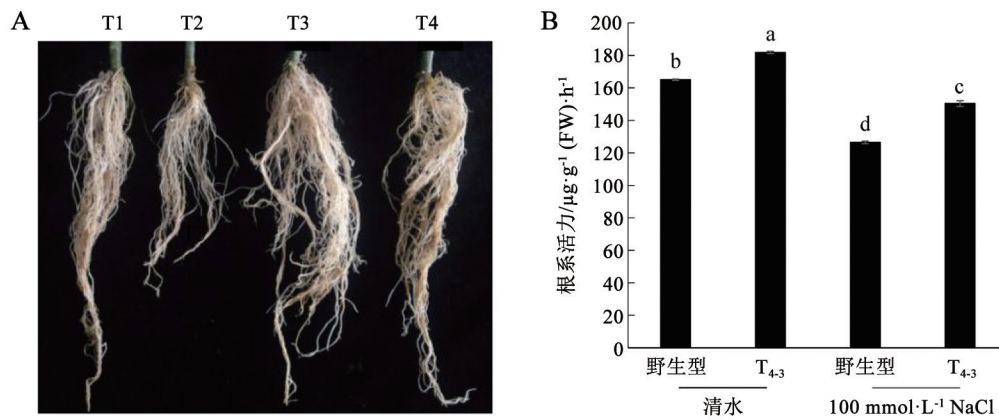 A
T1 T2 T3 T4
B
根系活力/μg·g⁻¹ (FW)·h⁻¹
200
180
160
140
120
100
80
60
40
20
0
b
a
d
c
野生型 T₄₋₃ 野生型 T₄₋₃
清水 100 mmol·L⁻¹ NaCl